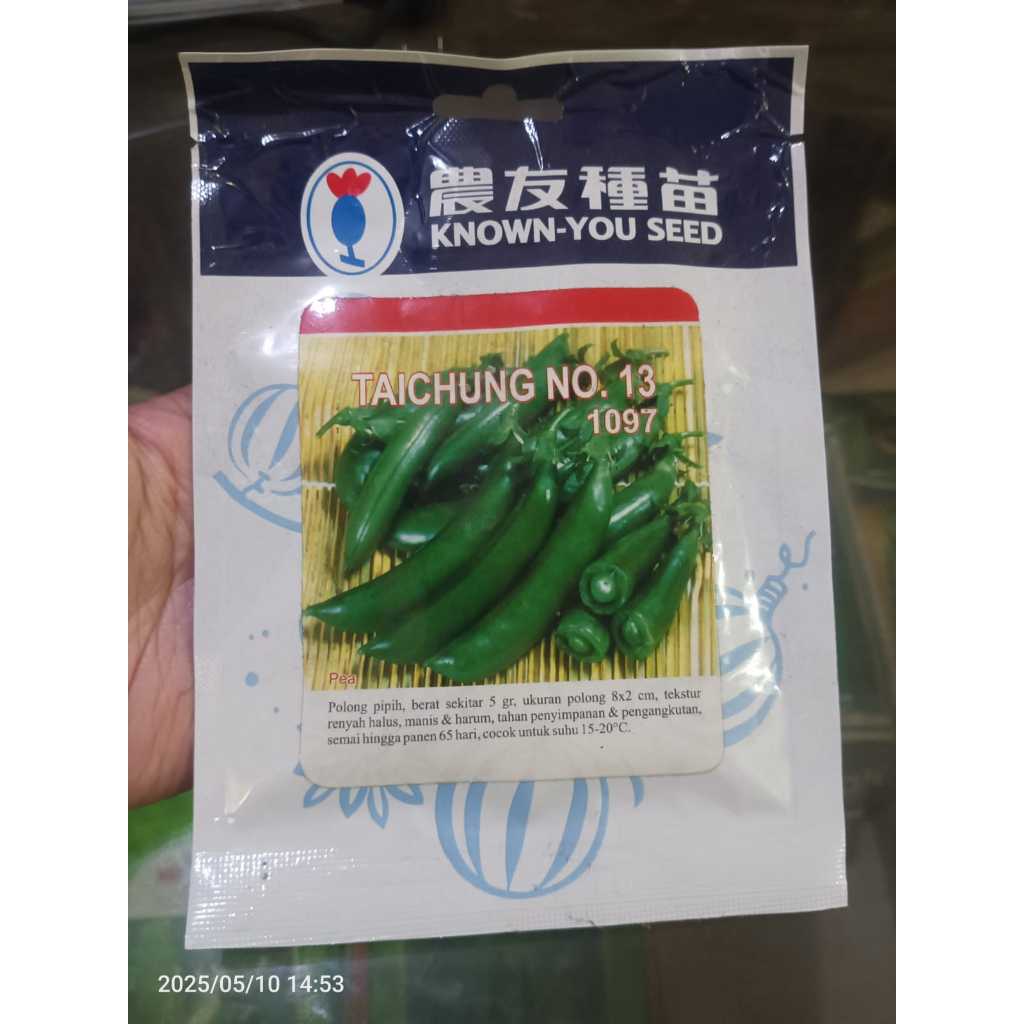 農友種苗
KNOWN-YOU SEED
TAICHUNG NO. 13
1097
Pea
Polong pipih, berat sekitar 5 gr, ukuran polong 8x2 cm, tekstur
renyah halus, manis & harum, tahan penyimpanan & pengangkutan,
semai hingga panen 65 hari, cocok untuk suhu 15-20°C.
2025/05/10 14:53